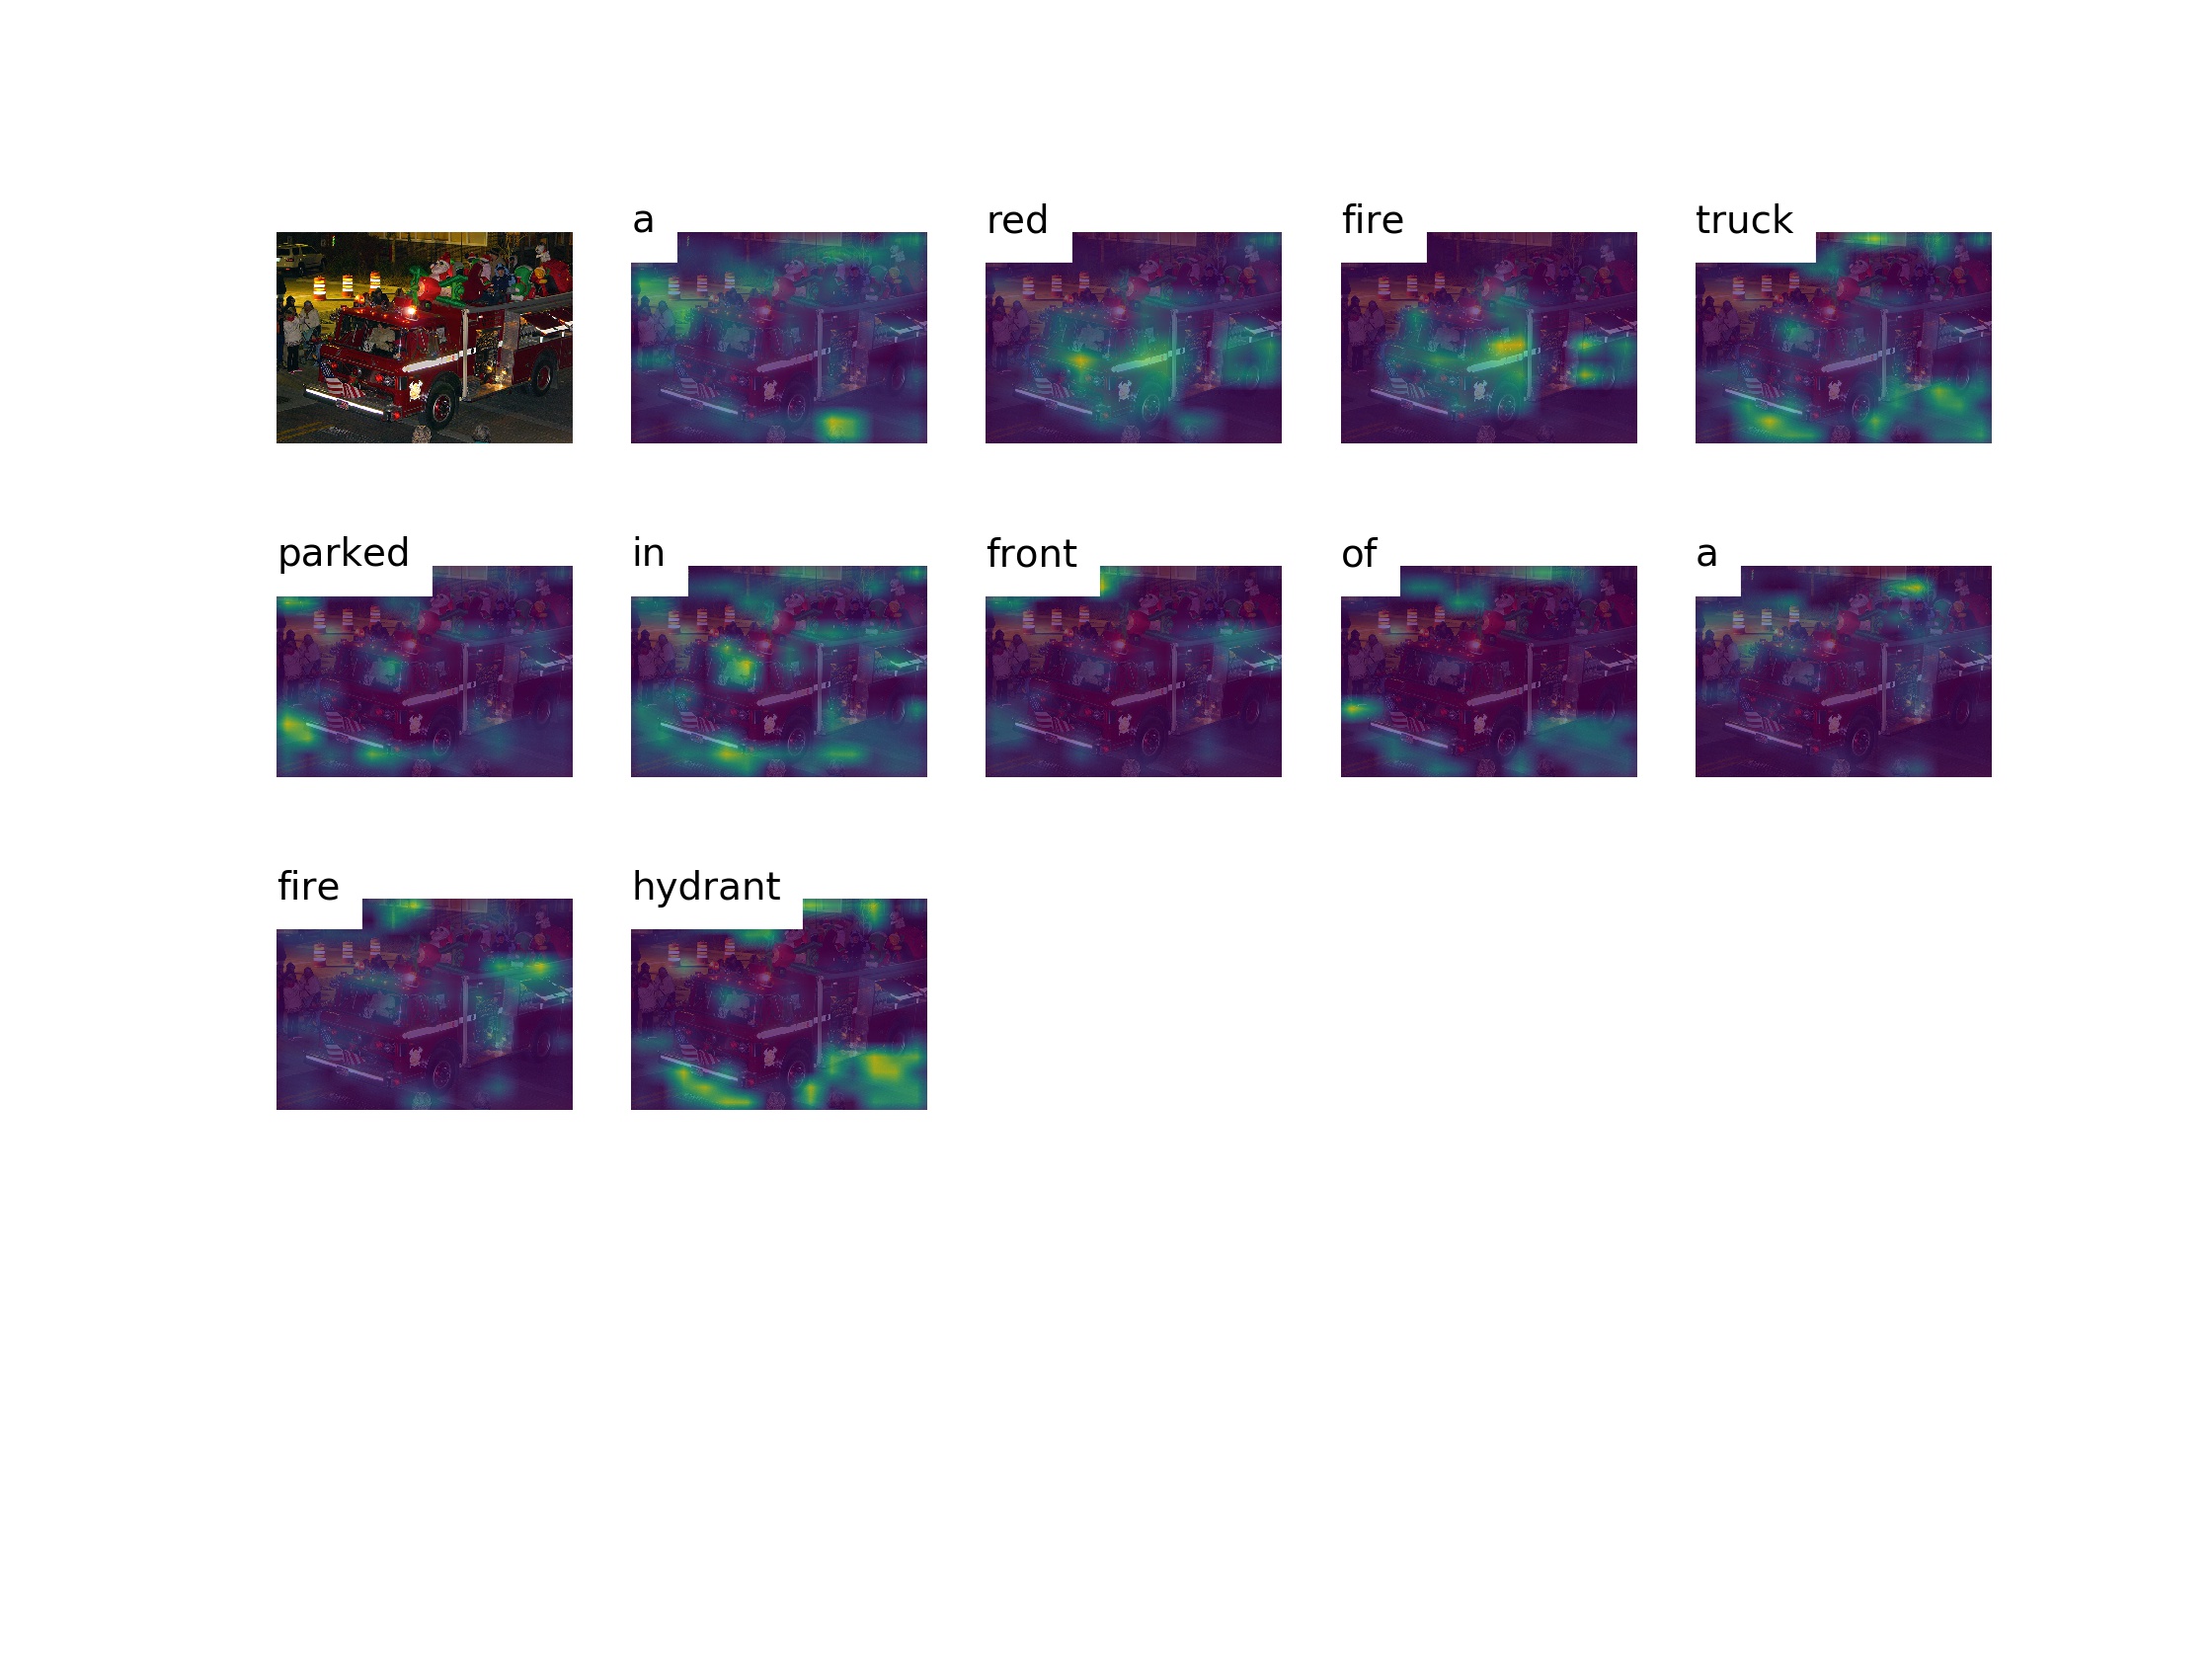 a
red
fire
truck
parked
in
front
of
a
fire
hydrant